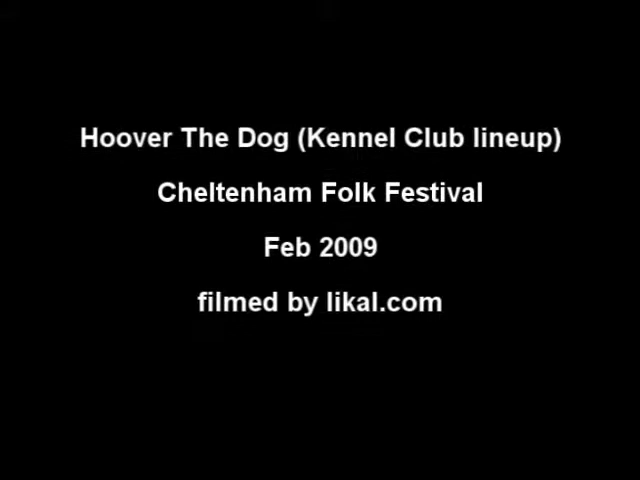 Hoover The Dog (Kennel Club lineup)
Cheltenham Folk Festival
Feb 2009
filmed by likal.com